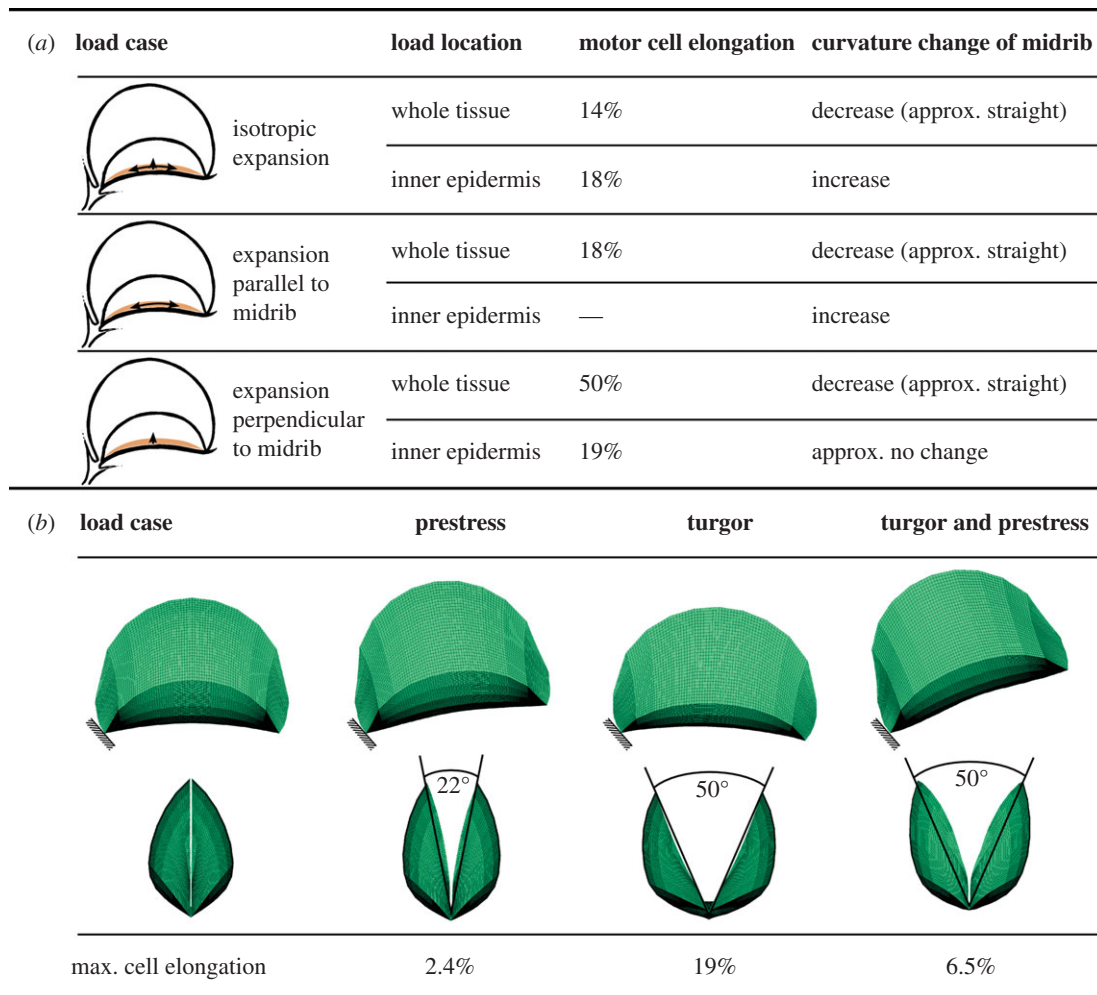 (a) load case load location motor cell elongation curvature change of midrib
isotropic
expansion
whole tissue 14% decrease (approx. straight)
inner epidermis 18% increase
expansion
parallel to
midrib
whole tissue 18% decrease (approx. straight)
inner epidermis — increase
expansion
perpendicular
to midrib
whole tissue 50% decrease (approx. straight)
inner epidermis 19% approx. no change
(b) load case prestress turgor turgor and prestress
22° 50° 50°
max. cell elongation 2.4% 19% 6.5%